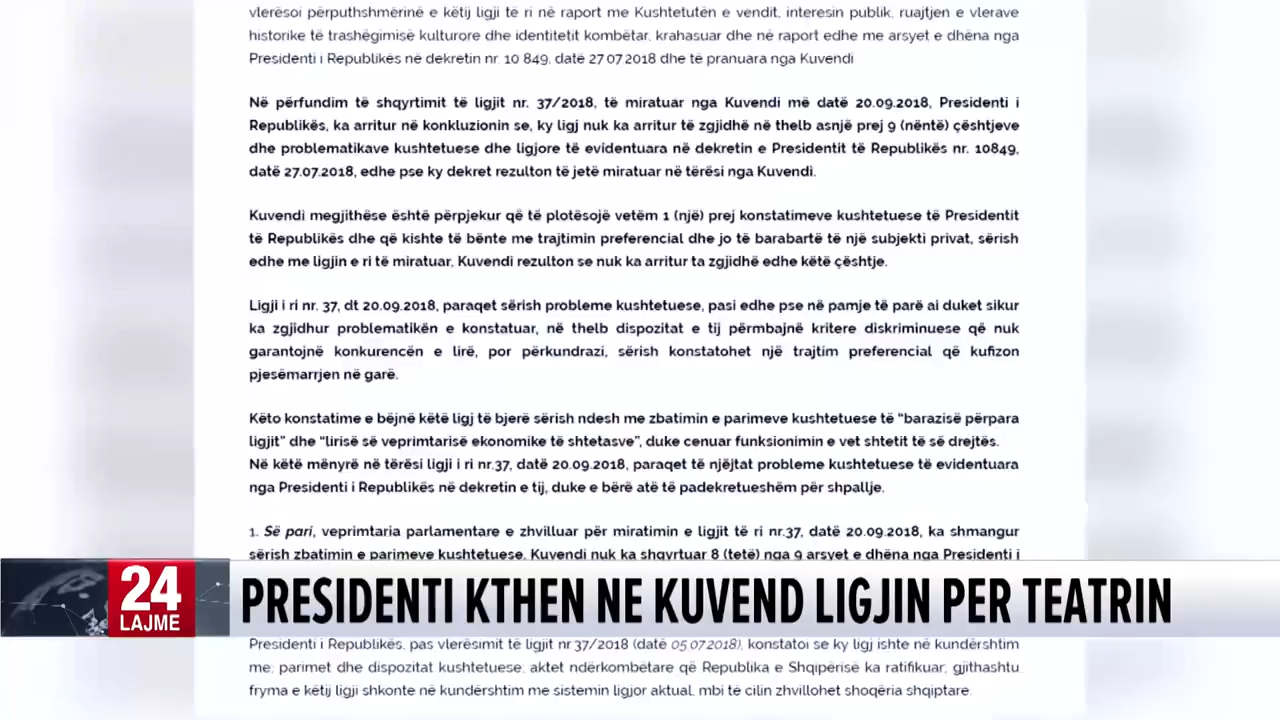 vlerësoi përputhshmërinë e këtij ligji të ri në raport me Kushtetutën e vendit, interesin publik, ruajtjen e vlerave
historike të trashëgimisë kulturore dhe identitetit kombëtar, krahasuar dhe në raport edhe me arsyet e dhëna nga
Presidenti i Republikës në dekretin nr. 10 849, datë 27.07.2018 dhe të pranuara nga Kuvendi
Në përfundim të shqyrtimit të ligjit nr. 37/2018, të miratuar nga Kuvendi më datë 20.09.2018, Presidenti i
Republikës, ka arritur në konkluzionin se, ky ligj nuk ka arritur të zgjidhë në thelb asnjë prej 9 (nëntë) çështjeve
dhe problematikave kushtetuese dhe ligjore të evidentuara në dekretin e Presidentit të Republikës nr. 10849,
datë 27.07.2018, edhe pse ky dekret rezulton të jetë miratuar në tërësi nga Kuvendi.
Kuvendi megjithëse është përpjekur që të plotësojë vetëm 1 (një) prej konstatimeve kushtetuese të Presidentit
të Republikës dhe që kishte të bënte me trajtimin preferencial dhe jo të barabartë të një subjekti privat, sërish
edhe me ligjin e ri të miratuar, Kuvendi rezulton se nuk ka arritur ta zgjidhë edhe këtë çështje.
Ligji i ri nr. 37, dt 20.09.2018, paraqet sërish probleme kushtetuese, pasi edhe pse në pamje të parë ai duket sikur
ka zgjidhur problematikën e konstatuar, në thelb dispozitat e tij përmbajnë kritere diskriminuese që nuk
garantojnë konkurencën e lirë, por përkundrazi, sërish konstatohet një trajtim preferencial që kufizon
pjesëmarrjen në garë.
Këto konstatime e bëjnë këtë ligj të bjerë sërish ndesh me zbatimin e parimeve kushtetuese të “barazisë përpara
ligjit” dhe “lirisë së veprimtarisë ekonomike të shtetasve”, duke cenuar funksionimin e vet shtetit të së drejtës.
Në këtë mënyrë në tërësi ligji i ri nr.37, datë 20.09.2018, paraqet të njëjtat probleme kushtetuese të evidentuara
nga Presidenti i Republikës në dekretin e tij, duke e bërë atë të padekretueshëm për shpallje.
1. Së pari, veprimtaria parlamentare e zhvilluar për miratimin e ligjit të ri nr.37, datë 20.09.2018, ka shmangur
sërish zbatimin e parimeve kushtetuese. Kuvendi nuk ka shqyrtuar 8 (tetë) nga 9 arsyet e dhëna nga Presidenti i
24
LAJME
PRESIDENTI KTHEN NE KUVEND LIGJIN PER TEATRIN
Presidenti i Republikës, pas vlerësimit të ligjit nr 37/2018 (datë 05.07.2018), konstatoi se ky ligj ishte në kundërshtim
me: parimet dhe dispozitat kushtetuese; aktet ndërkombëtare që Republika e Shqipërisë ka ratifikuar; gjithashtu
fryma e këtij ligji shkonte në kundërshtim me sistemin ligjor aktual, mbi të cilin zhvillohet shoqëria shqiptare.